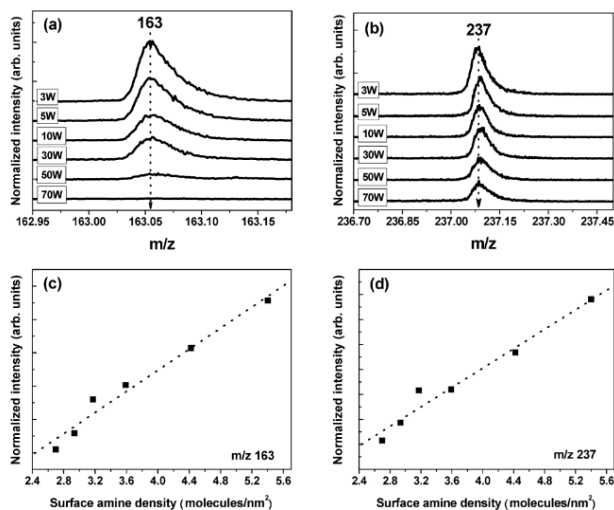 (a)
163
Normalized intensity (arb. units)
3W
5W
10W
30W
50W
70W
162.95 163.00 163.05 163.10 163.15
m/z
(b)
237
Normalized intensity (arb. units)
3W
5W
10W
30W
50W
70W
236.70 236.85 237.00 237.15 237.30 237.45
m/z
(c)
Normalized intensity (arb. units)
m/z 163
2.4 2.8 3.2 3.6 4.0 4.4 4.8 5.2 5.6
Surface amine density (molecules/nm²)
(d)
Normalized intensity (arb. units)
m/z 237
2.4 2.8 3.2 3.6 4.0 4.4 4.8 5.2 5.6
Surface amine density (molecules/nm²)